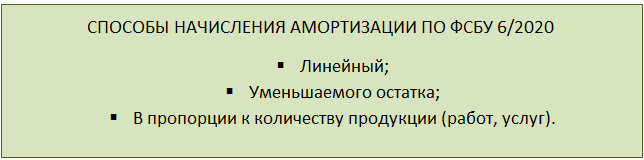 СПОСОБЫ НАЧИСЛЕНИЯ АМОРТИЗАЦИИ ПО ФСБУ 6/2020
▪ Линейный;
▪ Уменьшаемого остатка;
▪ В пропорции к количеству продукции (работ, услуг).